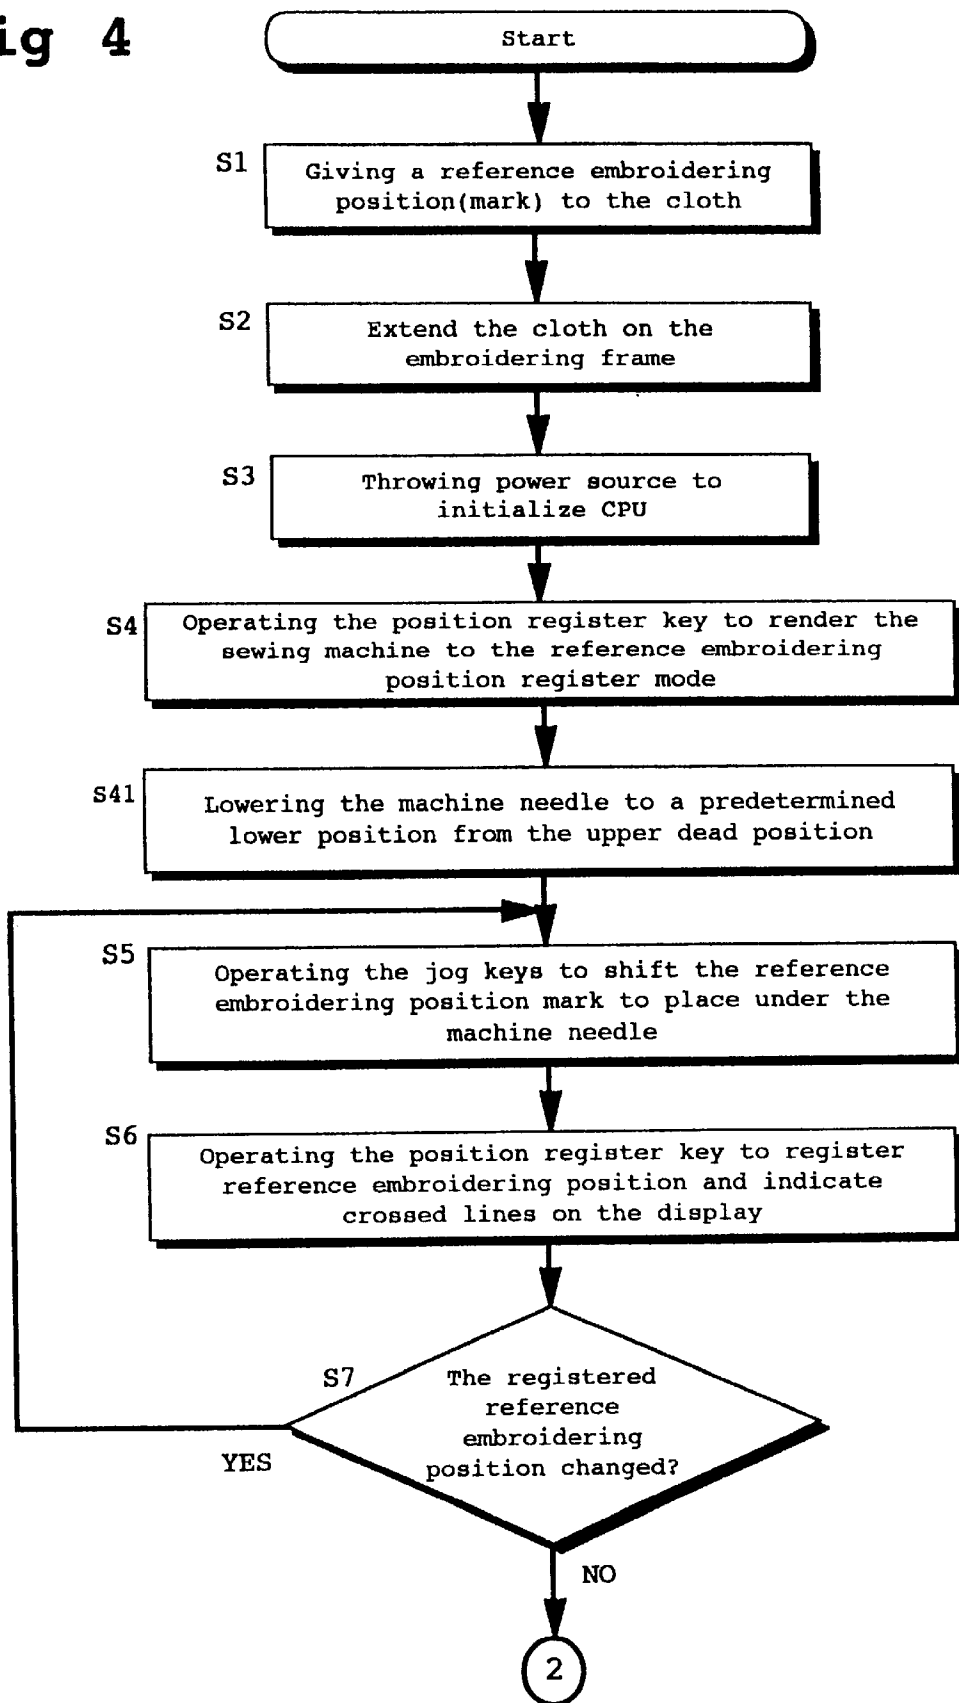 ig 4
Start
S1
Giving a reference embroidering
position(mark) to the cloth
S2
Extend the cloth on the
embroidering frame
S3
Throwing power source to
initialize CPU
S4
Operating the position register key to render the
sewing machine to the reference embroidering
position register mode
S41
Lowering the machine needle to a predetermined
lower position from the upper dead position
S5
Operating the jog keys to shift the reference
embroidering position mark to place under the
machine needle
S6
Operating the position register key to register
reference embroidering position and indicate
crossed lines on the display
S7
The registered
reference
embroidering
position changed?
YES
NO
2